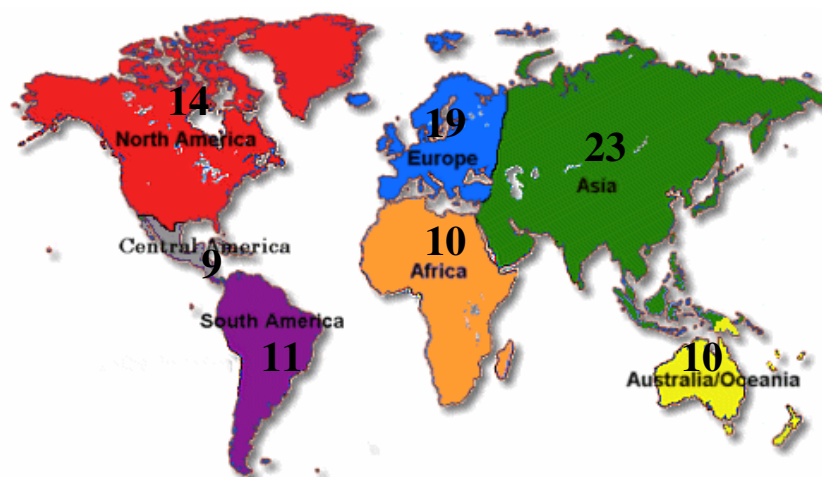 14
North America
19
Europe
23
Asia
Central America
9
10
Africa
South America
11
10
Australia/Oceania